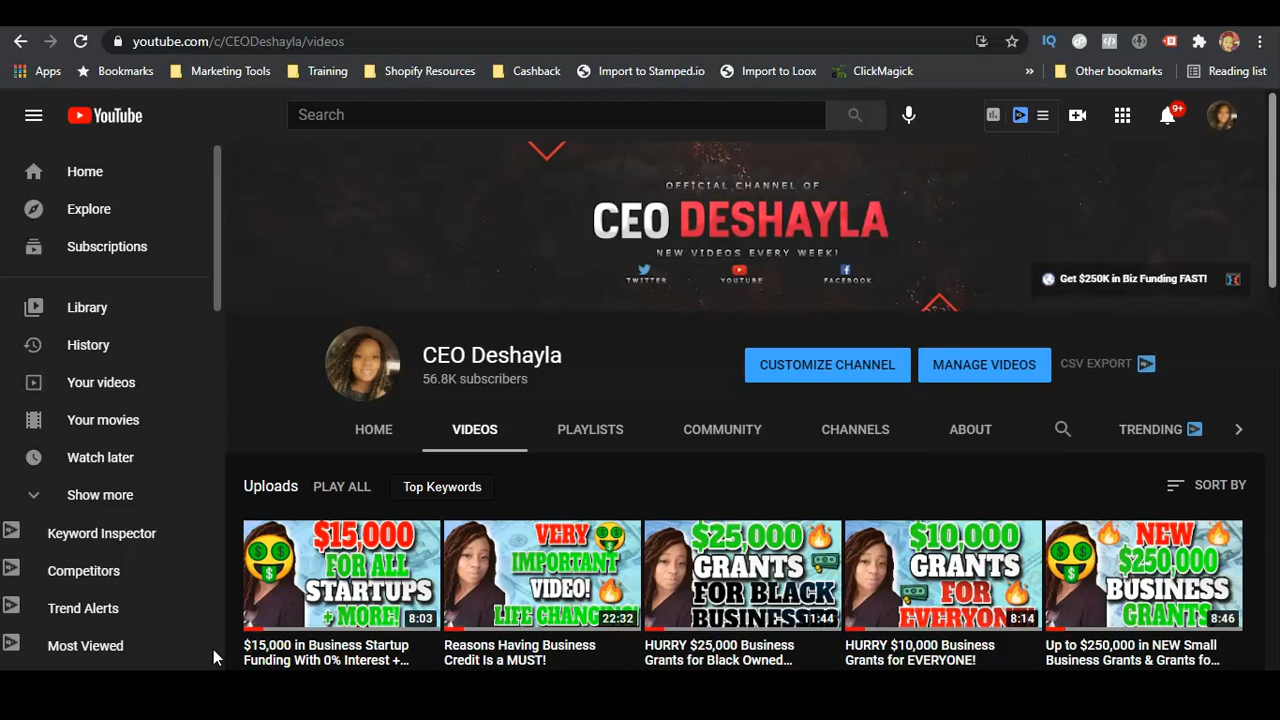 youtube.com/c/CEODeshayla/videos
IQ
Apps Bookmarks Marketing Tools Training Shopify Resources Cashback Import to Stamped.io Import to Loox ClickMagick » Other bookmarks Reading list
YouTube Search 9+
OFFICIAL CHANNEL OF
CEO DESHAYLA
NEW VIDEOS EVERY WEEK!
TWITTER YOUTUBE FACEBOOK
Get $250K in Biz Funding FAST!
Home
Explore
Subscriptions
Library
History
Your videos
Your movies
Watch later
Show more
Keyword Inspector
Competitors
Trend Alerts
Most Viewed
CEO Deshayla
56.8K subscribers
CUSTOMIZE CHANNEL MANAGE VIDEOS CSV EXPORT
HOME VIDEOS PLAYLISTS COMMUNITY CHANNELS ABOUT TRENDING
Uploads PLAY ALL Top Keywords SORT BY
$15,000
FOR ALL
STARTUPS
+ MORE!
8:03
$15,000 in Business Startup
Funding With 0% Interest +...
VERY
IMPORTANT
VIDEO!
LIFE CHANGING
22:32
Reasons Having Business
Credit Is a MUST!
$25,000
GRANTS
FOR BLACK
BUSINESS
11:44
HURRY $25,000 Business
Grants for Black Owned...
$10,000
GRANTS
FOR
EVERYONE
8:14
HURRY $10,000 Business
Grants for EVERYONE!
NEW
$250,000
BUSINESS
GRANTS
8:46
Up to $250,000 in NEW Small
Business Grants & Grants fo...